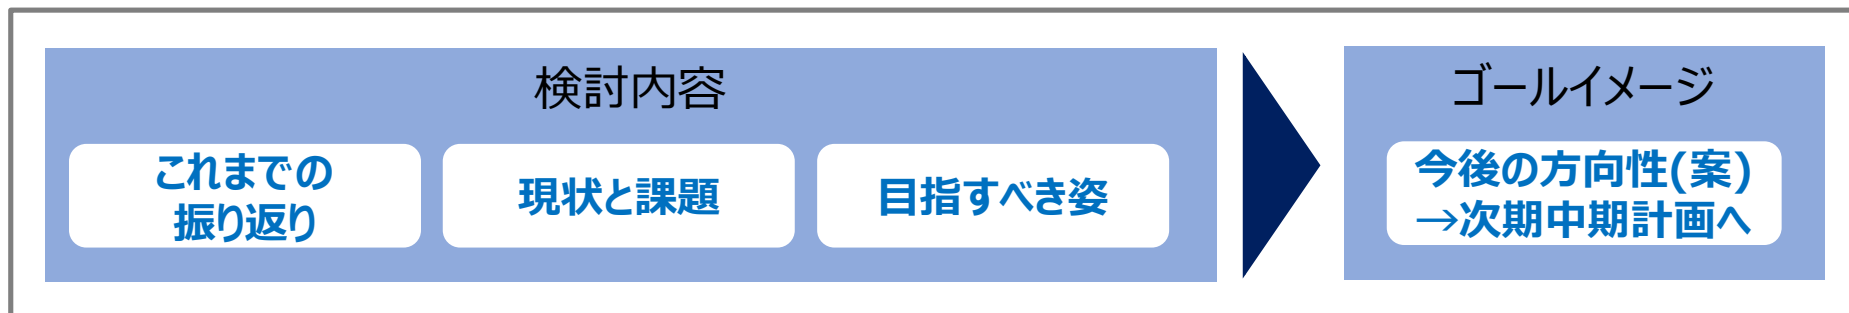 検討内容
これまでの
振り返り
現状と課題
目指すべき姿
ゴールイメージ
今後の方向性(案)
→次期中期計画へ